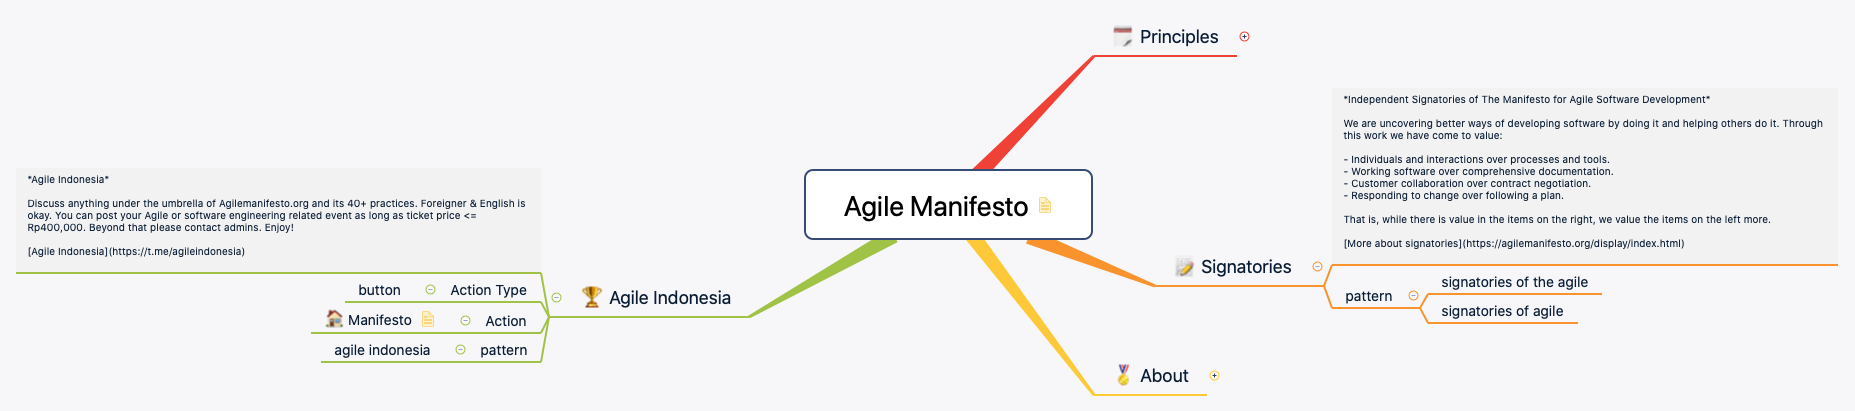 Agile Manifesto
Principles
Signatories
*Independent Signatories of The Manifesto for Agile Software Development*
We are uncovering better ways of developing software by doing it and helping others do it. Through
this work we have come to value:
- Individuals and interactions over processes and tools.
- Working software over comprehensive documentation.
- Customer collaboration over contract negotiation.
- Responding to change over following a plan.
That is, while there is value in the items on the right, we value the items on the left more.
[More about signatories](https://agilemanifesto.org/display/index.html)
pattern
signatories of the agile
signatories of agile
About
Agile Indonesia
*Agile Indonesia*
Discuss anything under the umbrella of Agilemanifesto.org and its 40+ practices. Foreigner & English is
okay. You can post your Agile or software engineering related event as long as ticket price <=
Rp400,000. Beyond that please contact admins. Enjoy!
[Agile Indonesia](https://t.me/agileindonesia)
button
Action Type
Manifesto
Action
agile indonesia
pattern